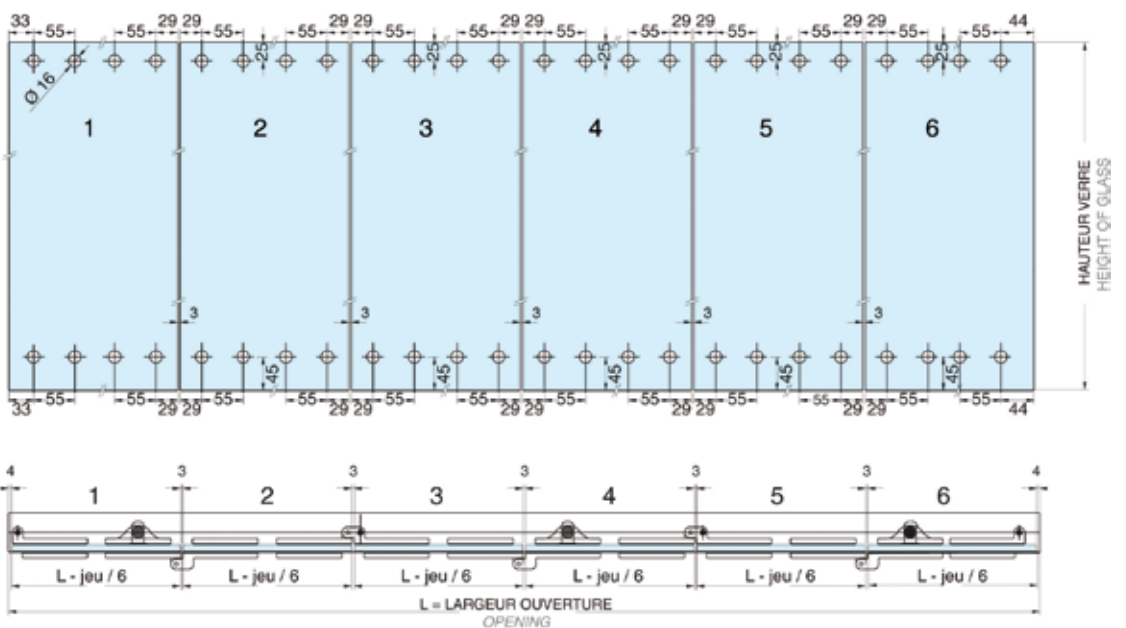 33 55 55 29 29 55 55 29 29 55 55 29 29 55 55 29 29 55 55 29 29 55 55 44
25 25 25 25 25
Ø 16
1 2 3 4 5 6
HAUTEUR VERRE
HEIGHT OF GLASS
3 3 3 3 3
45 45 45 45 45
33 55 55 29 29 55 55 29 29 55 55 29 29 55 55 29 29 55 55 29 29 55 55 44
4 3 3 3 3 3 4
1 2 3 4 5 6
L - jeu / 6 L - jeu / 6 L - jeu / 6 L - jeu / 6 L - jeu / 6 L - jeu / 6
L = LARGEUR OUVERTURE
OPENING